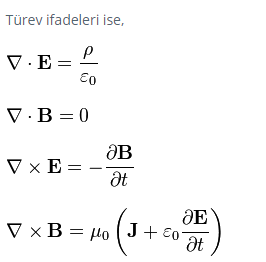 Türev ifadeleri ise,
∇ · E = ρ / ε₀
∇ · B = 0
∇ × E = −∂B/∂t
∇ × B = μ₀ (J + ε₀ ∂E/∂t)